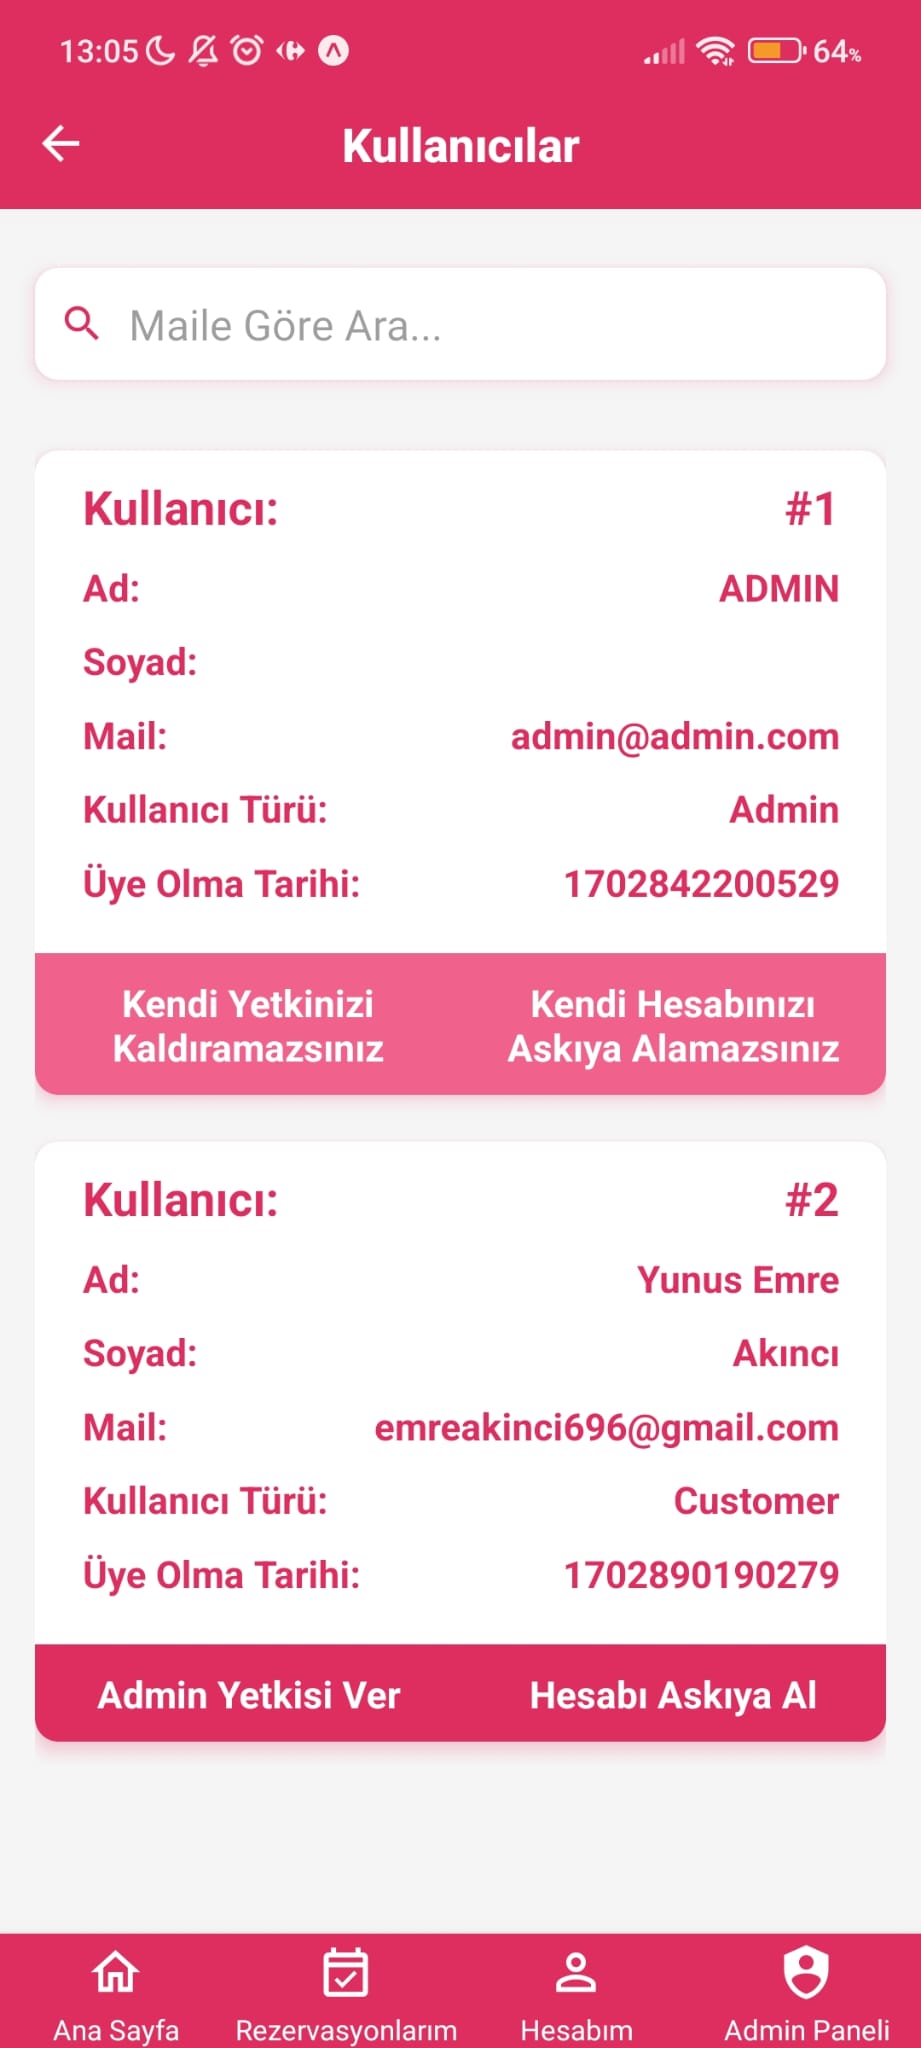 13:05 64%
Kullanıcılar
Maile Göre Ara...
Kullanıcı: #1
Ad: ADMIN
Soyad:
Mail: admin@admin.com
Kullanıcı Türü: Admin
Üye Olma Tarihi: 1702842200529
Kendi Yetkinizi Kendi Hesabınızı
Kaldıramazsınız Askıya Alamazsınız
Kullanıcı: #2
Ad: Yunus Emre
Soyad: Akıncı
Mail: emreakinci696@gmail.com
Kullanıcı Türü: Customer
Üye Olma Tarihi: 1702890190279
Admin Yetkisi Ver Hesabı Askıya Al
Ana Sayfa Rezervasyonlarım Hesabım Admin Paneli